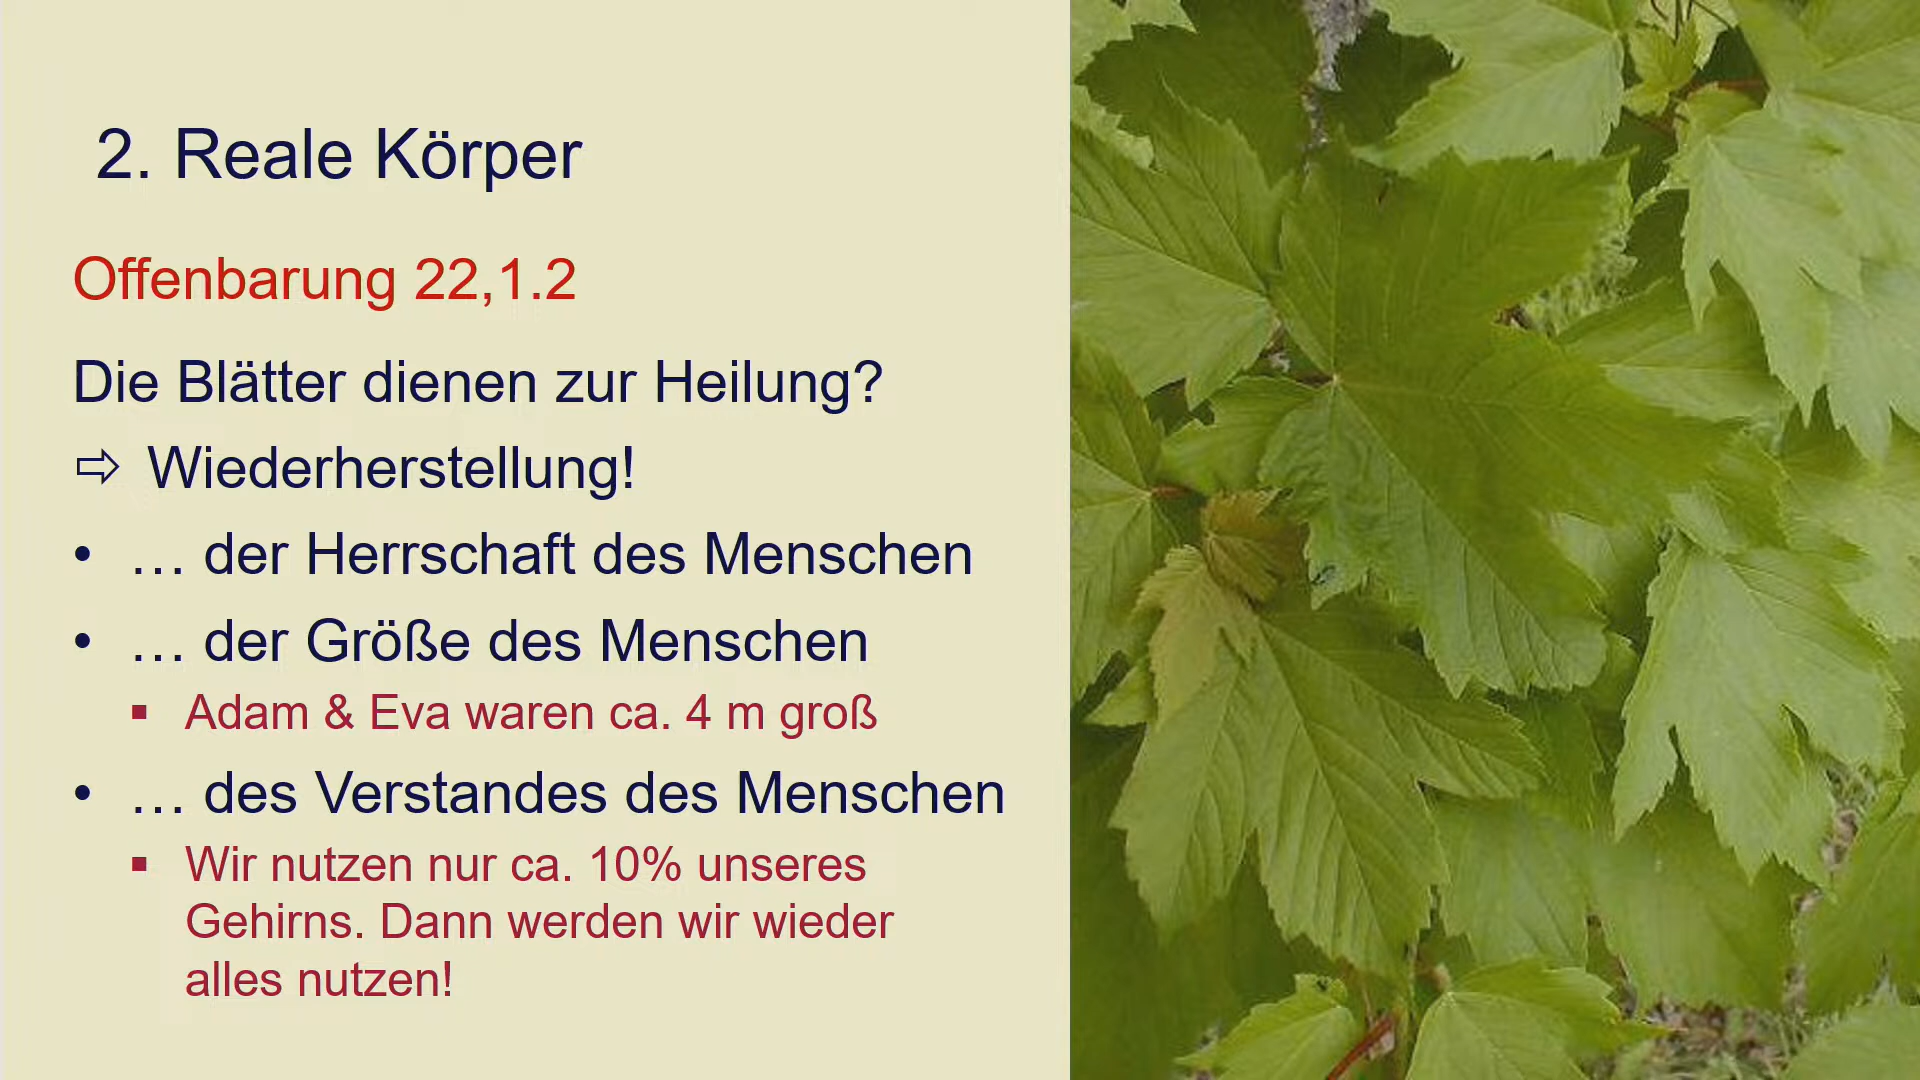 2. Reale Körper
Offenbarung 22,1.2
Die Blätter dienen zur Heilung?
⇨ Wiederherstellung!
• … der Herrschaft des Menschen
• … der Größe des Menschen
▪ Adam & Eva waren ca. 4 m groß
• … des Verstandes des Menschen
▪ Wir nutzen nur ca. 10% unseres
Gehirns. Dann werden wir wieder
alles nutzen!